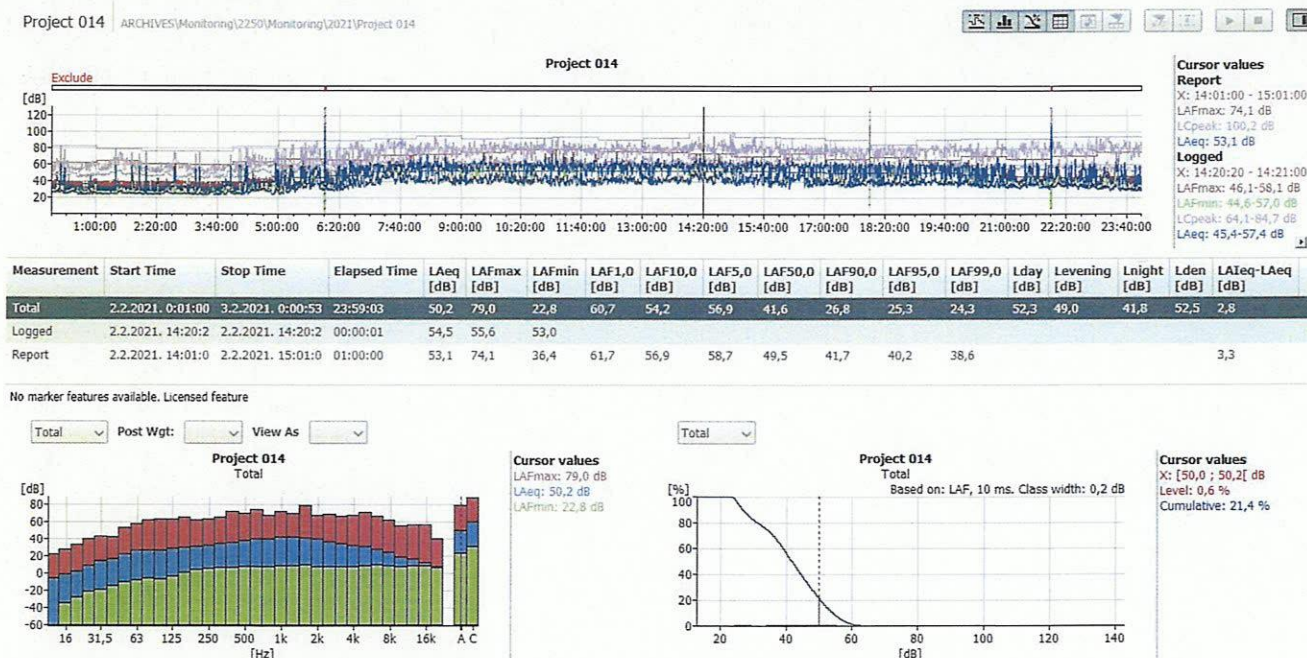 Project 014 ARCHIVES\Monitoring\2250\Monitoring\2021\Project 014
Project 014
Exclude
[dB]
120
100
80
60
40
20
1:00:00 2:20:00 3:40:00 5:00:00 6:20:00 7:40:00 9:00:00 10:20:00 11:40:00 13:00:00 14:20:00 15:40:00 17:00:00 18:20:00 19:40:00 21:00:00 22:20:00 23:40:00
Cursor values
Report
X: 14:01:00 - 15:01:00
LAFmax: 74,1 dB
LCpeak: 100,2 dB
LAeq: 53,1 dB
Logged
X: 14:20:20 - 14:21:00
LAFmax: 46,1-58,1 dB
LAFmin: 44,6-57,0 dB
LCpeak: 64,1-84,7 dB
LAeq: 45,4-57,4 dB
Measurement Start Time Stop Time Elapsed Time LAeq [dB] LAFmax [dB] LAFmin [dB] LAF1,0 [dB] LAF10,0 [dB] LAF5,0 [dB] LAF50,0 [dB] LAF90,0 [dB] LAF95,0 [dB] LAF99,0 [dB] Lday [dB] Levening [dB] Lnight [dB] Lden [dB] LAIeq-LAeq [dB]
Total 2.2.2021. 0:01:00 3.2.2021. 0:00:53 23:59:03 50,2 79,0 22,8 60,7 54,2 56,9 41,6 26,8 25,3 24,3 52,3 49,0 41,8 52,5 2,8
Logged 2.2.2021. 14:20:2 2.2.2021. 14:20:2 00:00:01 54,5 55,6 53,0
Report 2.2.2021. 14:01:0 2.2.2021. 15:01:0 01:00:00 53,1 74,1 36,4 61,7 56,9 58,7 49,5 41,7 40,2 38,6 3,3
No marker features available. Licensed feature
Total Post Wgt: View As
Project 014
Total
[dB]
80
60
40
20
0
-20
-40
-60
16 31,5 63 125 250 500 1k 2k 4k 8k 16k A C
[Hz]
Cursor values
LAFmax: 79,0 dB
LAeq: 50,2 dB
LAFmin: 22,8 dB
Total
Project 014
Total
Based on: LAF, 10 ms. Class width: 0,2 dB
[%]
100
80
60
40
20
0
20 40 60 80 100 120 140
[dB]
Cursor values
X: [50,0 ; 50,2[ dB
Level: 0,6 %
Cumulative: 21,4 %